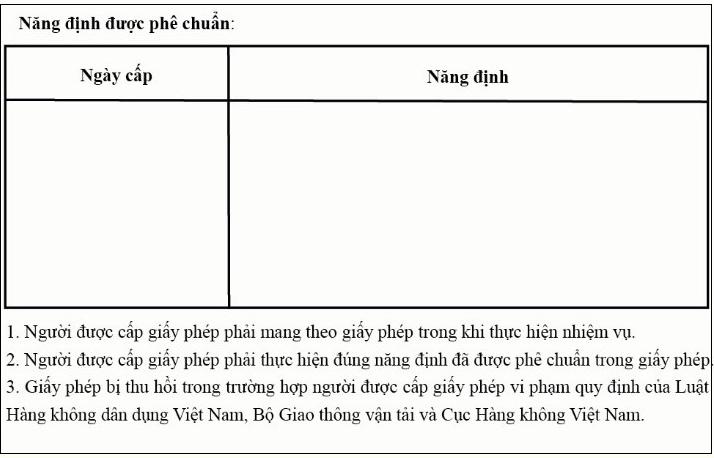 Năng định được phê chuẩn:
Ngày cấp
Năng định
1. Người được cấp giấy phép phải mang theo giấy phép trong khi thực hiện nhiệm vụ.
2. Người được cấp giấy phép phải thực hiện đúng năng định đã được phê chuẩn trong giấy phép.
3. Giấy phép bị thu hồi trong trường hợp người được cấp giấy phép vi phạm quy định của Luật
Hàng không dân dụng Việt Nam, Bộ Giao thông vận tải và Cục Hàng không Việt Nam.